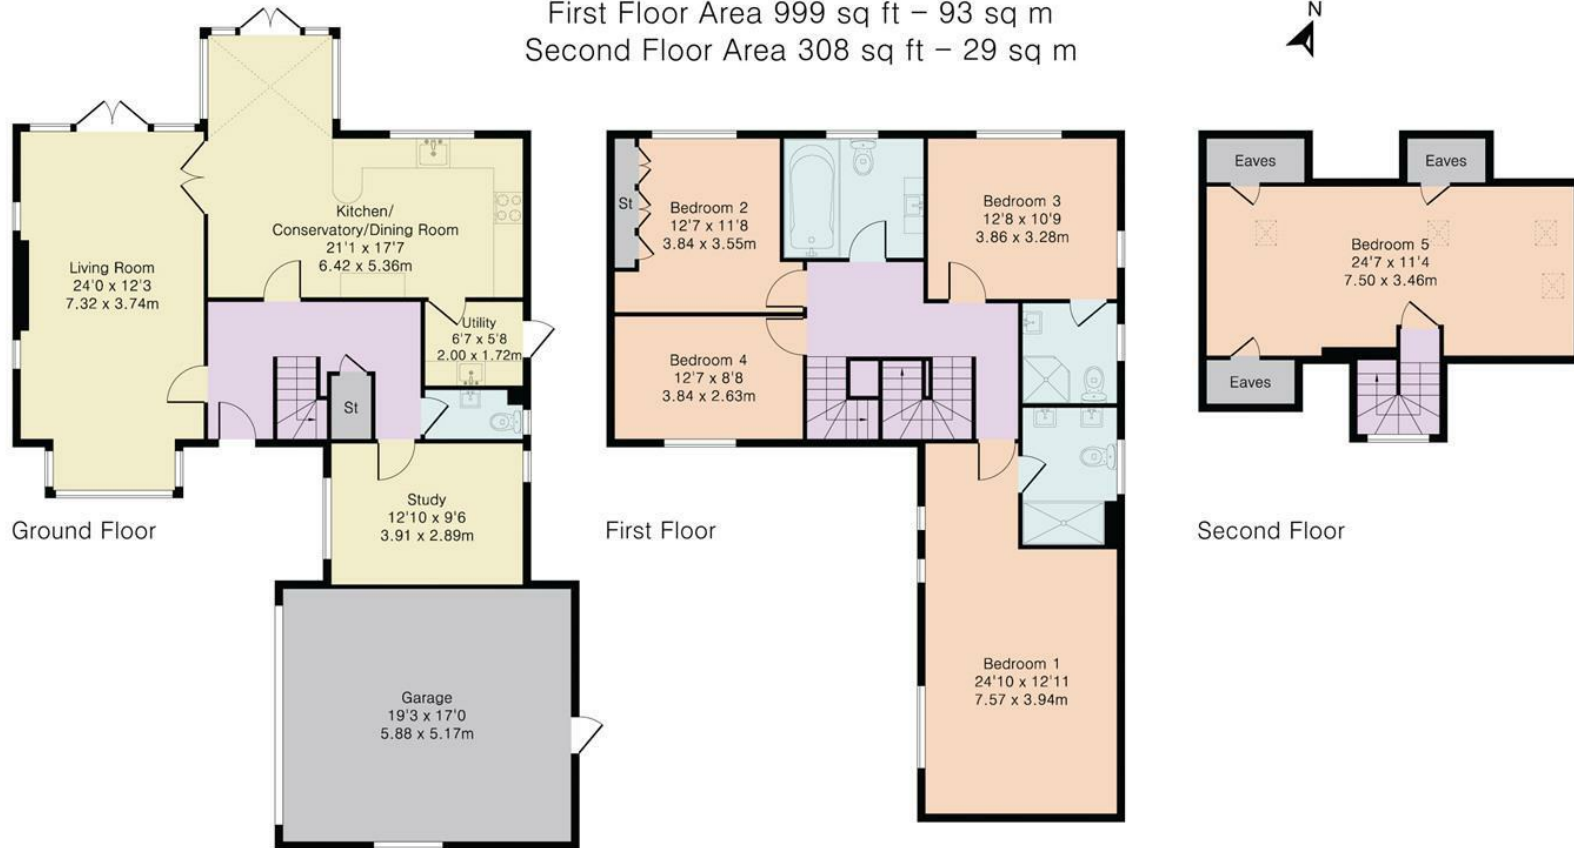 First Floor Area 999 sq ft – 93 sq m
Second Floor Area 308 sq ft – 29 sq m
N
Living Room
24'0 x 12'3
7.32 x 3.74m
Kitchen/
Conservatory/Dining Room
21'1 x 17'7
6.42 x 5.36m
Utility
6'7 x 5'8
2.00 x 1.72m
St
Study
12'10 x 9'6
3.91 x 2.89m
Garage
19'3 x 17'0
5.88 x 5.17m
Ground Floor
St
Bedroom 2
12'7 x 11'8
3.84 x 3.55m
Bedroom 3
12'8 x 10'9
3.86 x 3.28m
Bedroom 4
12'7 x 8'8
3.84 x 2.63m
Bedroom 1
24'10 x 12'11
7.57 x 3.94m
First Floor
Eaves
Eaves
Bedroom 5
24'7 x 11'4
7.50 x 3.46m
Eaves
Second Floor